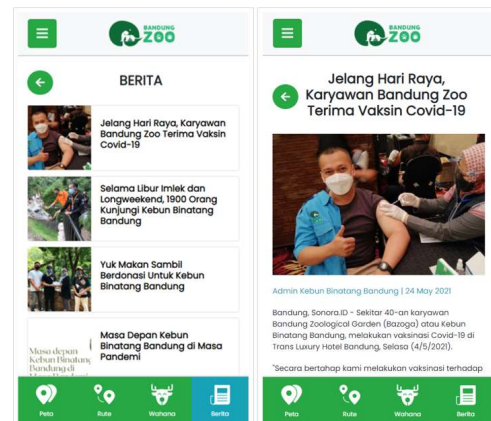 BANDUNG
ZOO
BERITA
Jelang Hari Raya, Karyawan
Bandung Zoo Terima Vaksin
Covid-19
Selama Libur Imlek dan
Longweekend, 1900 Orang
Kunjungi Kebun Binatang
Bandung
Yuk Makan Sambil
Berdonasi Untuk Kebun
Binatang Bandung
Masa depan
Kebun Binatang
Bandung di
Masa Depan Kebun
Binatang Bandung di Masa
Pandemi
Peta
Rute
Wahana
Berita
BANDUNG
ZOO
Jelang Hari Raya,
Karyawan Bandung Zoo
Terima Vaksin Covid-19
Admin Kebun Binatang Bandung | 24 May 2021
Bandung, Sonora.ID - Sekitar 40-an karyawan
Bandung Zoological Garden (Bazoga) atau Kebun
Binatang Bandung, melakukan vaksinasi Covid-19 di
Trans Luxury Hotel Bandung, Selasa (4/5/2021).
"Secara bertahap kami melakukan vaksinasi terhadap
Peta
Rute
Wahana
Berita